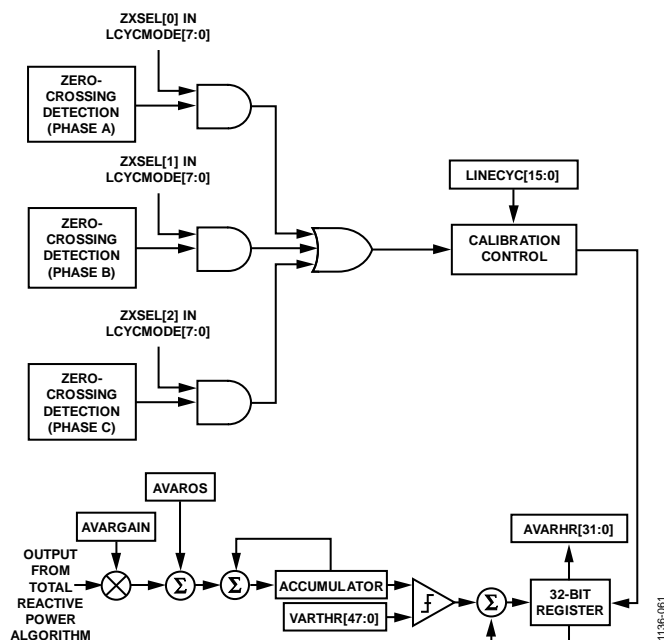 ZXSEL[0] IN
LCYCMODE[7:0]
ZERO-
CROSSING
DETECTION
(PHASE A)
ZXSEL[1] IN
LCYCMODE[7:0]
ZERO-
CROSSING
DETECTION
(PHASE B)
LINECYC[15:0]
CALIBRATION
CONTROL
ZXSEL[2] IN
LCYCMODE[7:0]
ZERO-
CROSSING
DETECTION
(PHASE C)
AVAROS
AVARGAIN
AVARHR[31:0]
OUTPUT
FROM
TOTAL
REACTIVE
POWER
ALGORITHM
Σ
Σ
ACCUMULATOR
VARTHR[47:0]
Σ
32-BIT
REGISTER
1136-061